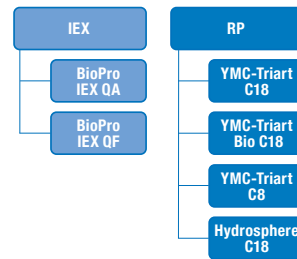 IEX
BioPro
IEX QA
BioPro
IEX QF
RP
YMC-Triart
C18
YMC-Triart
Bio C18
YMC-Triart
C8
Hydrosphere
C18